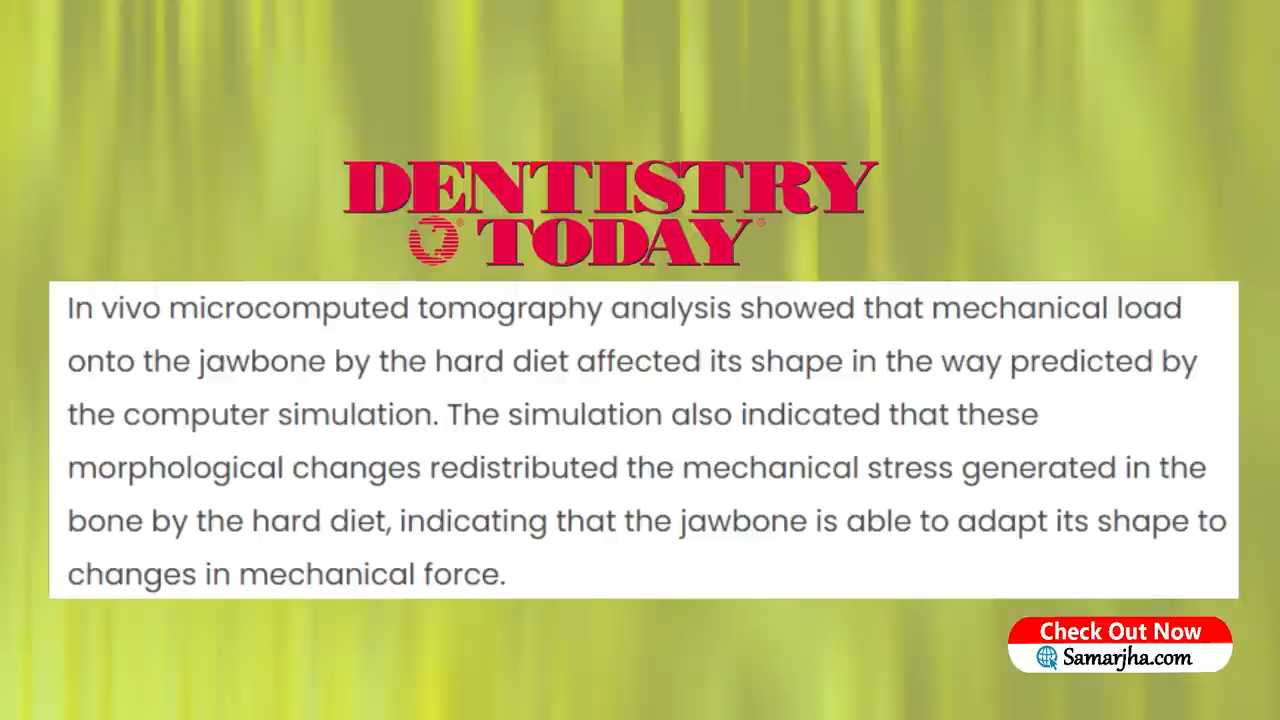 DENTISTRY
TODAY
In vivo microcomputed tomography analysis showed that mechanical load
onto the jawbone by the hard diet affected its shape in the way predicted by
the computer simulation. The simulation also indicated that these
morphological changes redistributed the mechanical stress generated in the
bone by the hard diet, indicating that the jawbone is able to adapt its shape to
changes in mechanical force.
Check Out Now
Samarjha.com